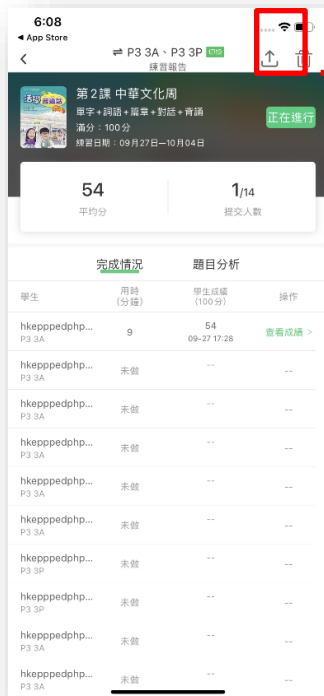 6:08
◀ App Store
⇌ P3 3A、P3 3P
練習報告
第2課 中華文化周
單字+詞語+篇章+對話+背誦
滿分：100分
練習日期：09月27日—10月04日
正在進行
54
平均分
1/14
提交人數
完成情況 題目分析
學生 用時(分鐘) 學生成績(100分) 操作
hkepppedphp... 9 54 查看成績 >
P3 3A 09-27 17:28
hkepppedphp... 未做 -- --
P3 3A
hkepppedphp... 未做 -- --
P3 3A
hkepppedphp... 未做 -- --
P3 3A
hkepppedphp... 未做 -- --
P3 3A
hkepppedphp... 未做 -- --
P3 3A
hkepppedphp... 未做 -- --
P3 3P
hkepppedphp... 未做 -- --
P3 3P
hkepppedphp... 未做 -- --
P3 3A
hkepppedphp... 未做 -- --
P3 3A